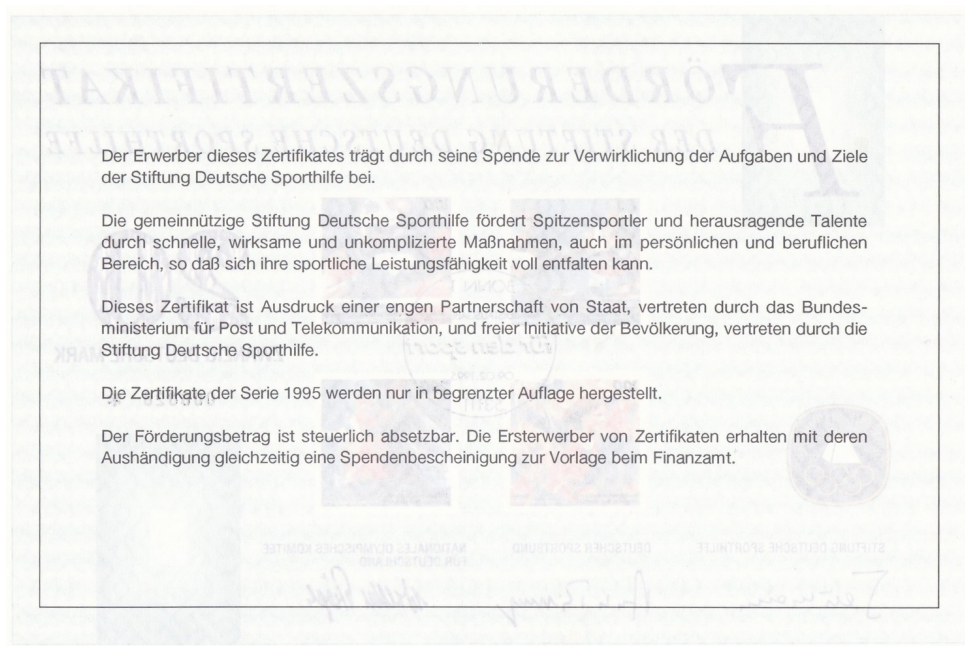 Der Erwerber dieses Zertifikates trägt durch seine Spende zur Verwirklichung der Aufgaben und Ziele
der Stiftung Deutsche Sporthilfe bei.
Die gemeinnützige Stiftung Deutsche Sporthilfe fördert Spitzensportler und herausragende Talente
durch schnelle, wirksame und unkomplizierte Maßnahmen, auch im persönlichen und beruflichen
Bereich, so daß sich ihre sportliche Leistungsfähigkeit voll entfalten kann.
Dieses Zertifikat ist Ausdruck einer engen Partnerschaft von Staat, vertreten durch das Bundes-
ministerium für Post und Telekommunikation, und freier Initiative der Bevölkerung, vertreten durch die
Stiftung Deutsche Sporthilfe.
Die Zertifikate der Serie 1995 werden nur in begrenzter Auflage hergestellt.
Der Förderungsbetrag ist steuerlich absetzbar. Die Ersterwerber von Zertifikaten erhalten mit deren
Aushändigung gleichzeitig eine Spendenbescheinigung zur Vorlage beim Finanzamt.